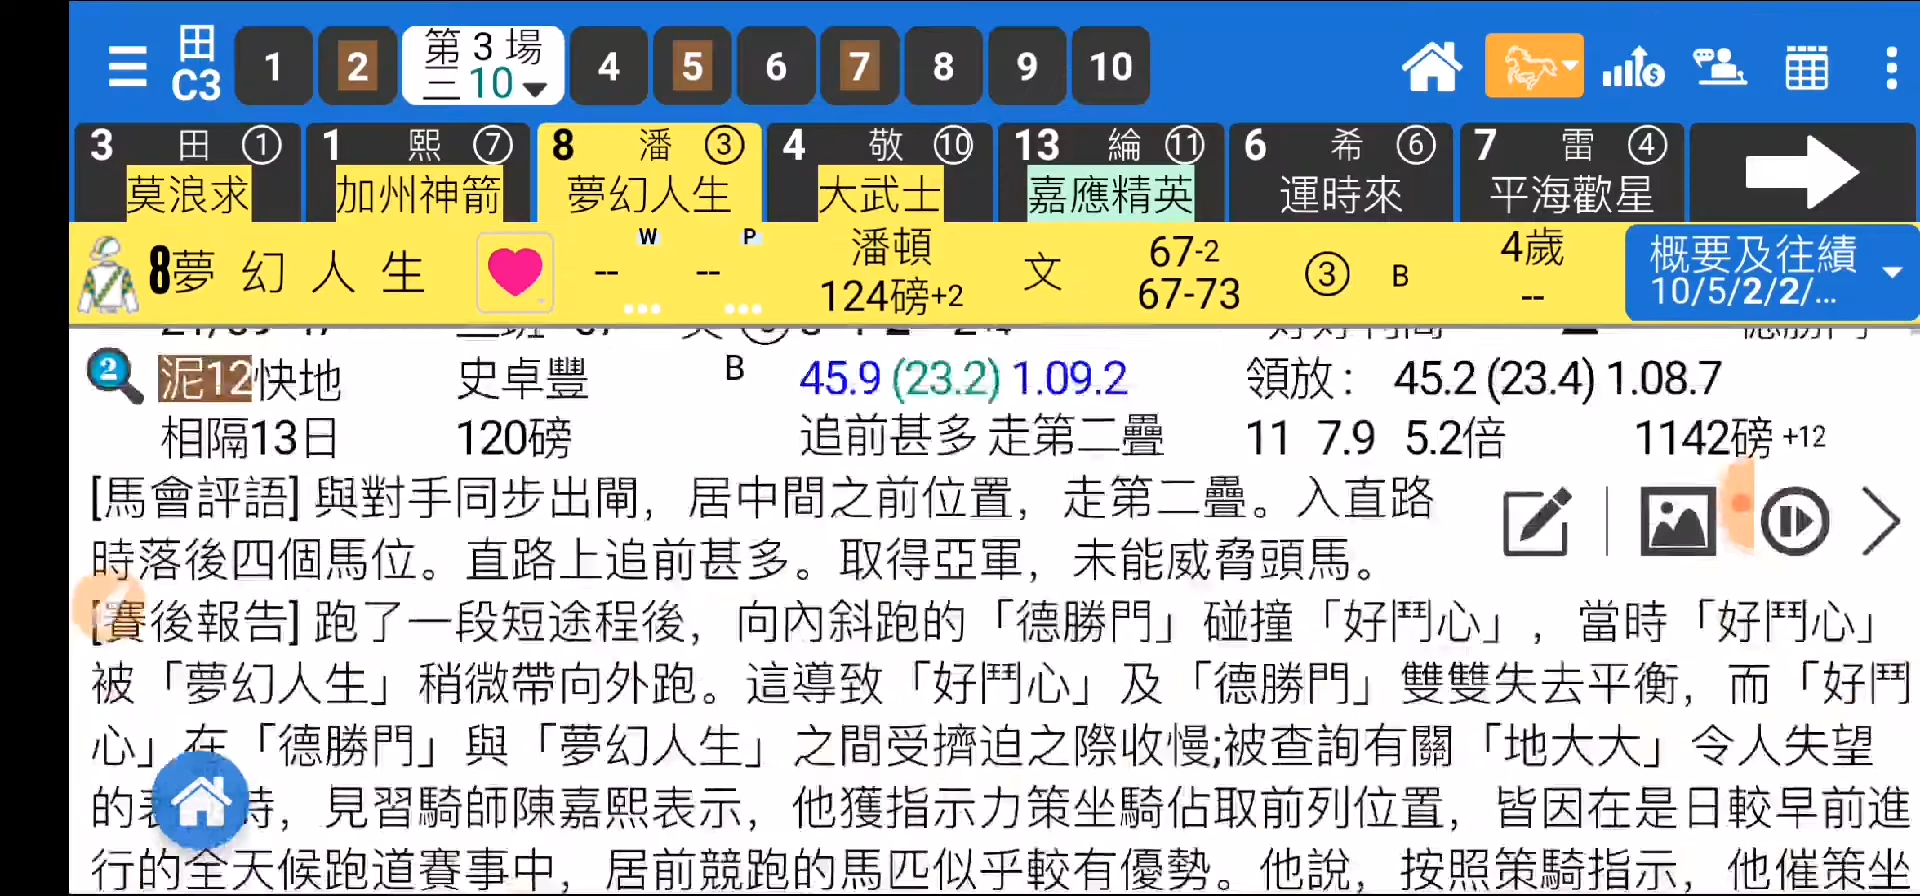 田 C3 1 2 第 3 場 三 10 4 5 6 7 8 9 10
3 田 ① 莫浪求
1 熙 ⑦ 加州神箭
8 潘 ③ 夢幻人生
4 敬 ⑩ 大武士
13 綸 ⑪ 嘉應精英
6 希 ⑥ 運時來
7 雷 ④ 平海歡星
8 夢幻人生 W -- P -- 潘頓 124磅+2 文 67-2 67-73 ③ B 4歲 --
概要及往績
10/5/2/2/...
2 泥12快地 史卓豐 B 45.9 (23.2) 1.09.2 領放： 45.2 (23.4) 1.08.7
相隔13日 120磅 追前甚多 走第二疊 11 7.9 5.2倍 1142磅 +12
[馬會評語] 與對手同步出閘，居中間之前位置，走第二疊。入直路
時落後四個馬位。直路上追前甚多。取得亞軍，未能威脅頭馬。
[賽後報告] 跑了一段短途程後，向內斜跑的「德勝門」碰撞「好鬥心」，當時「好鬥心」
被「夢幻人生」稍微帶向外跑。這導致「好鬥心」及「德勝門」雙雙失去平衡，而「好鬥
心」在「德勝門」與「夢幻人生」之間受擠迫之際收慢;被查詢有關「地大大」令人失望
的表 時，見習騎師陳嘉熙表示，他獲指示力策坐騎佔取前列位置，皆因在是日較早前進
行的全天候跑道賽事中，居前競跑的馬匹似乎較有優勢。他說，按照策騎指示，他催策坐